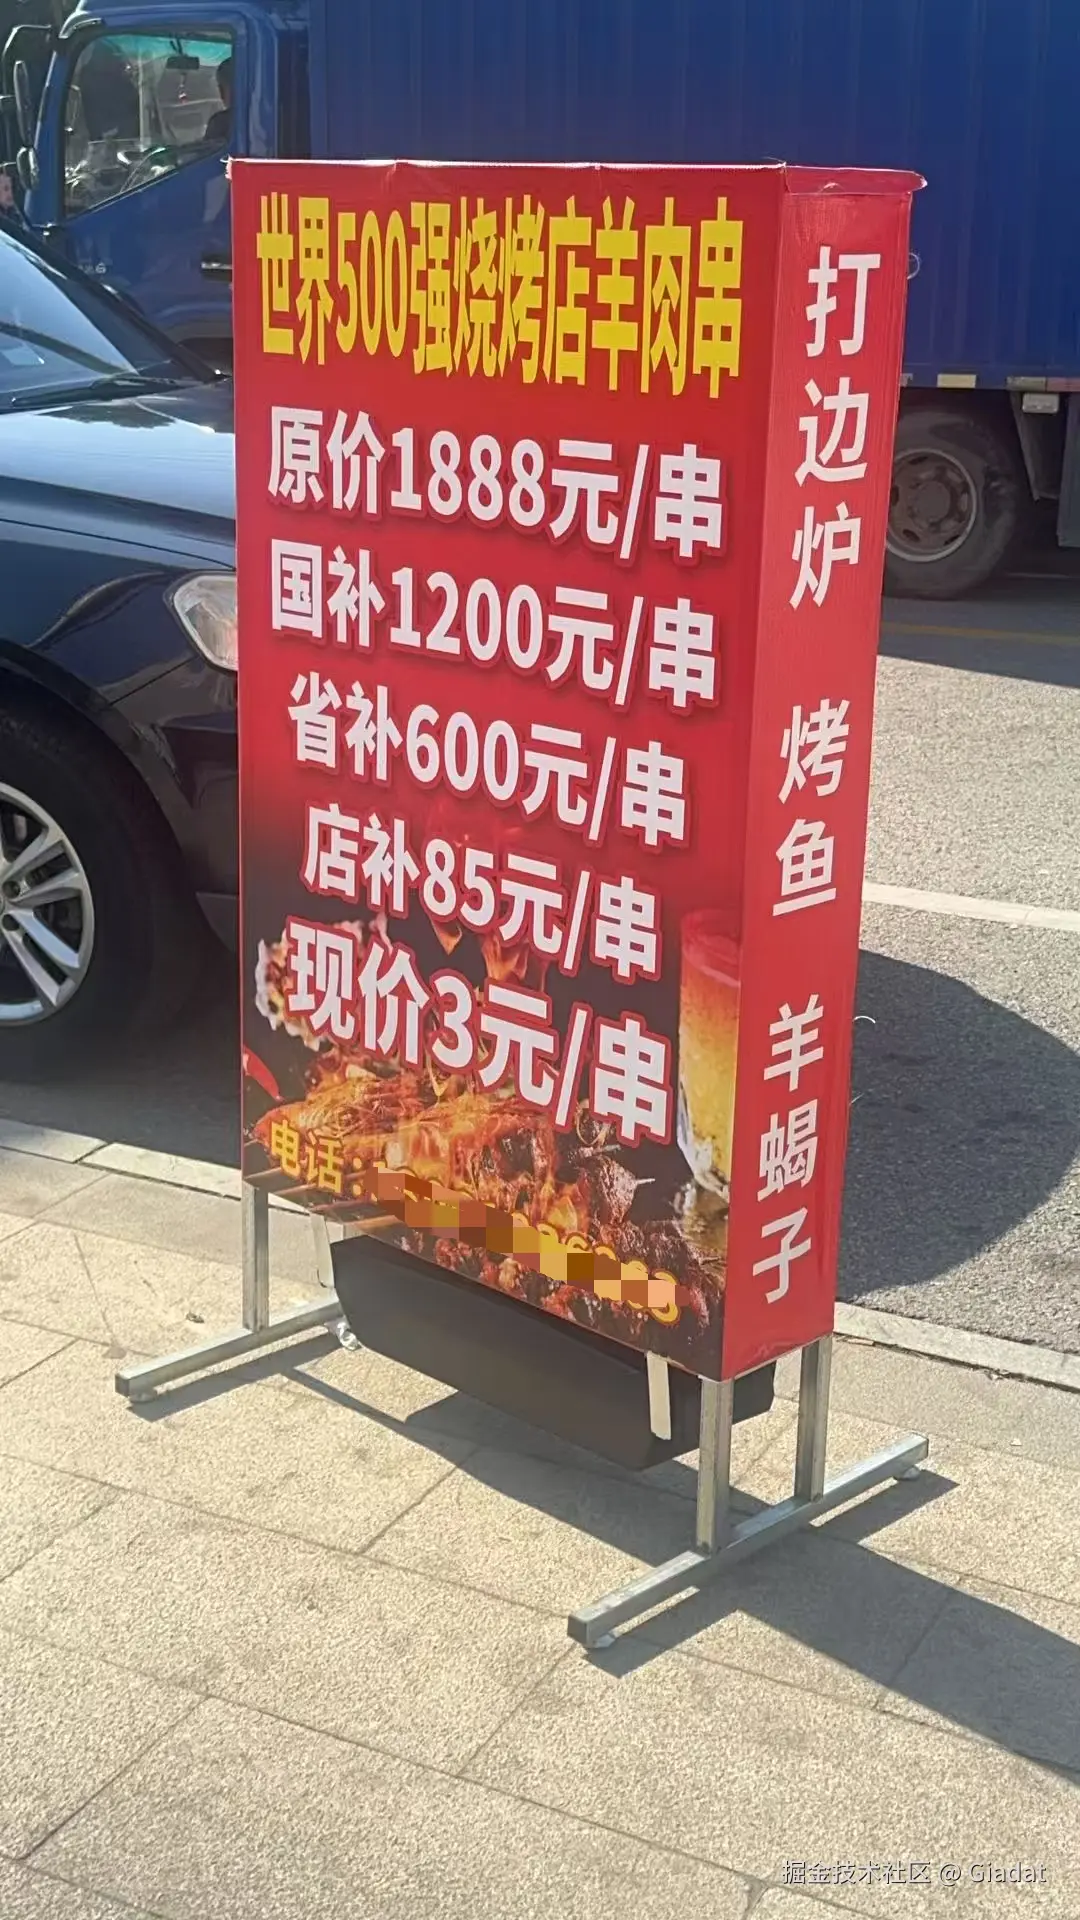 世界500强烧烤店羊肉串
原价1888元/串
国补1200元/串
省补600元/串
店补85元/串
现价3元/串
电话:
打边炉 烤鱼 羊蝎子
掘金技术社区 @ Giadat